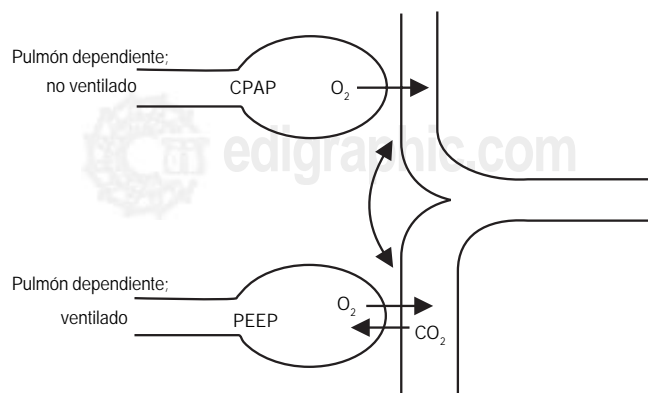 Pulmón dependiente;
no ventilado
CPAP
O2
edigraphic.com
Pulmón dependiente;
ventilado
PEEP
O2
CO2